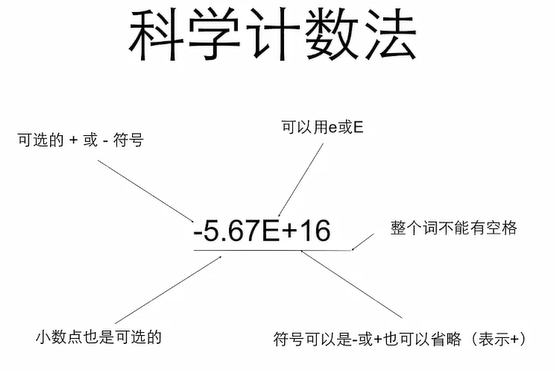 科学计数法
可以用e或E
可选的 + 或 - 符号
-5.67E+16
整个词不能有空格
小数点也是可选的
符号可以是-或+也可以省略（表示+）